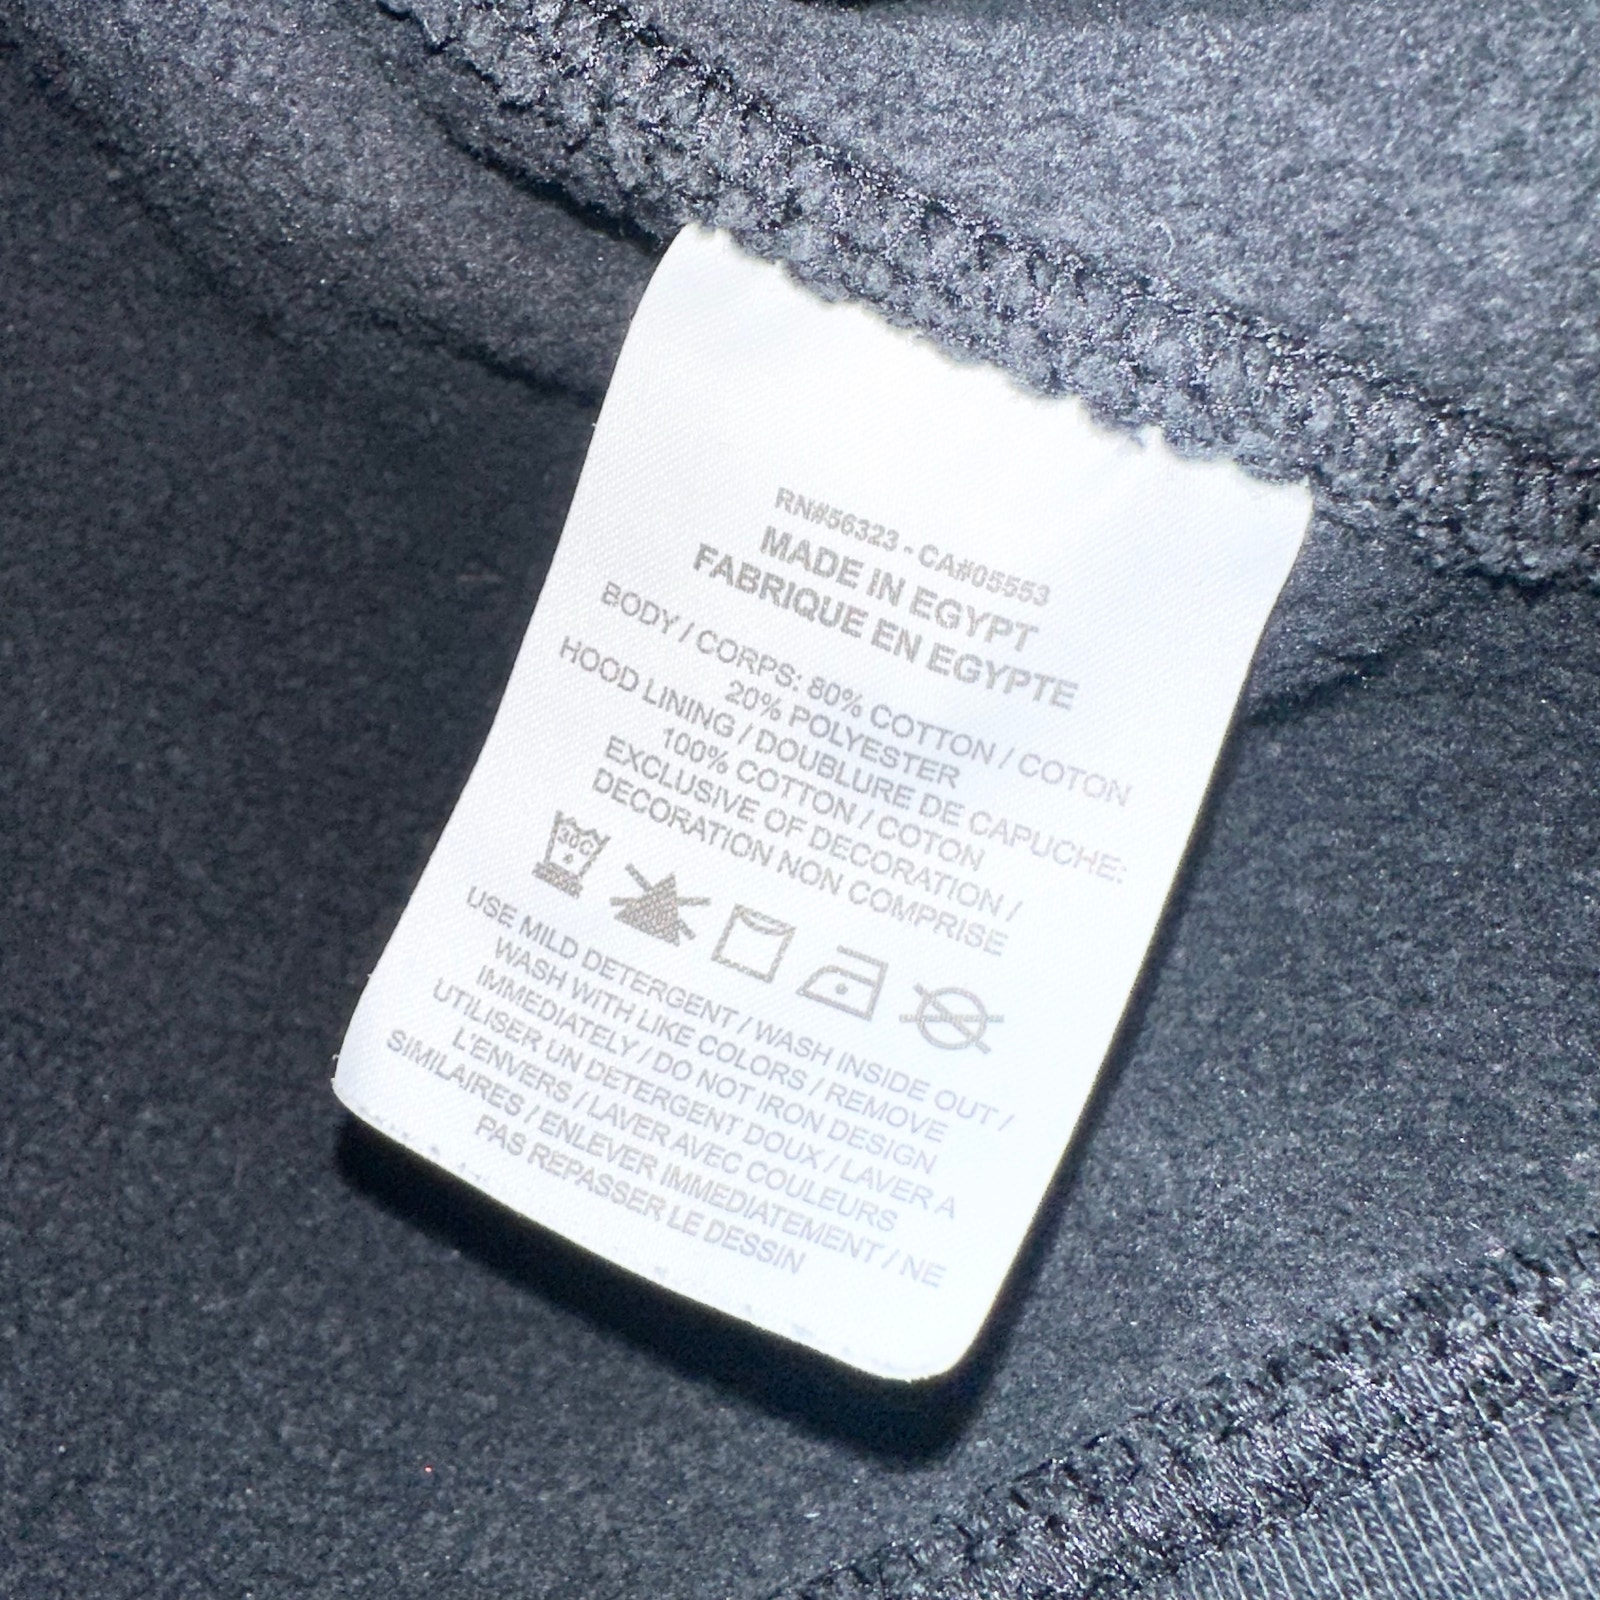 RN#56323 - CA#05553
MADE IN EGYPT
FABRIQUE EN EGYPTE
BODY / CORPS: 80% COTTON / COTON
20% POLYESTER
HOOD LINING / DOUBLURE DE CAPUCHE:
100% COTTON / COTON
EXCLUSIVE OF DECORATION /
DECORATION NON COMPRISE
30C
USE MILD DETERGENT / WASH INSIDE OUT /
WASH WITH LIKE COLORS / REMOVE
IMMEDIATELY / DO NOT IRON DESIGN
UTILISER UN DETERGENT DOUX / LAVER A
L'ENVERS / LAVER AVEC COULEURS
SIMILAIRES / ENLEVER IMMEDIATEMENT / NE
PAS REPASSER LE DESSIN